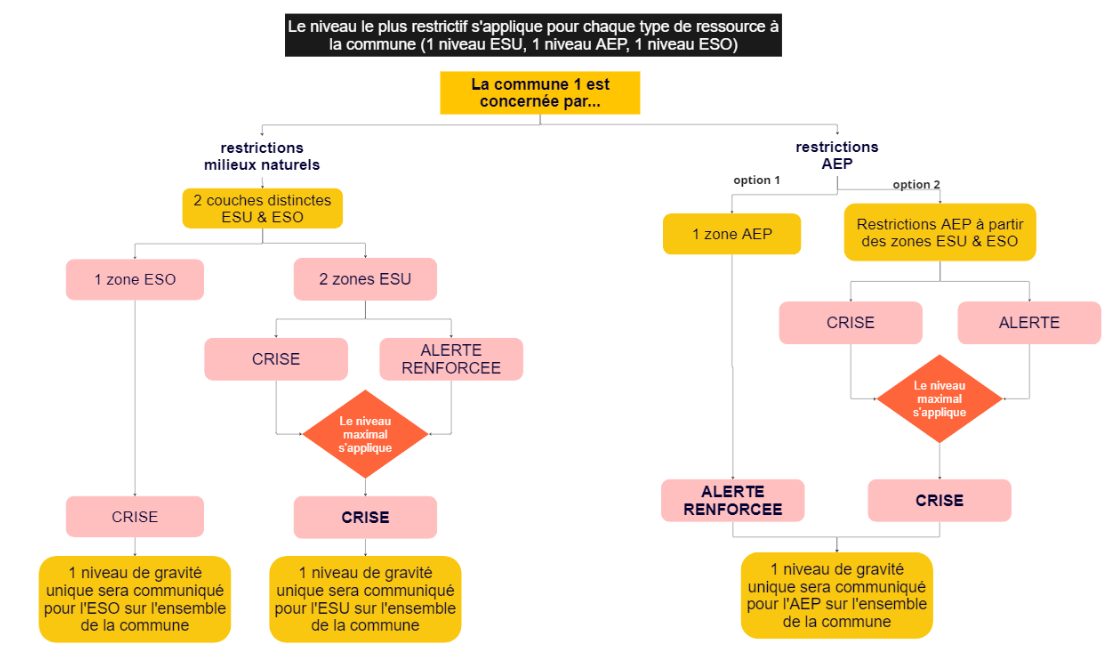 Le niveau le plus restrictif s'applique pour chaque type de ressource à
la commune (1 niveau ESU, 1 niveau AEP, 1 niveau ESO)
La commune 1 est
concernée par...
restrictions
milieux naturels
restrictions
AEP
option 1
option 2
2 couches distinctes
ESU & ESO
1 zone AEP
Restrictions AEP à partir
des zones ESU & ESO
1 zone ESO
2 zones ESU
CRISE
ALERTE
CRISE
ALERTE
RENFORCEE
Le niveau
maximal
s'applique
Le niveau
maximal
s'applique
CRISE
CRISE
ALERTE
RENFORCEE
CRISE
1 niveau de gravité
unique sera communiqué
pour l'ESO sur l'ensemble
de la commune
1 niveau de gravité
unique sera communiqué
pour l'ESU sur l'ensemble
de la commune
1 niveau de gravité
unique sera communiqué
pour l'AEP sur l'ensemble
de la commune